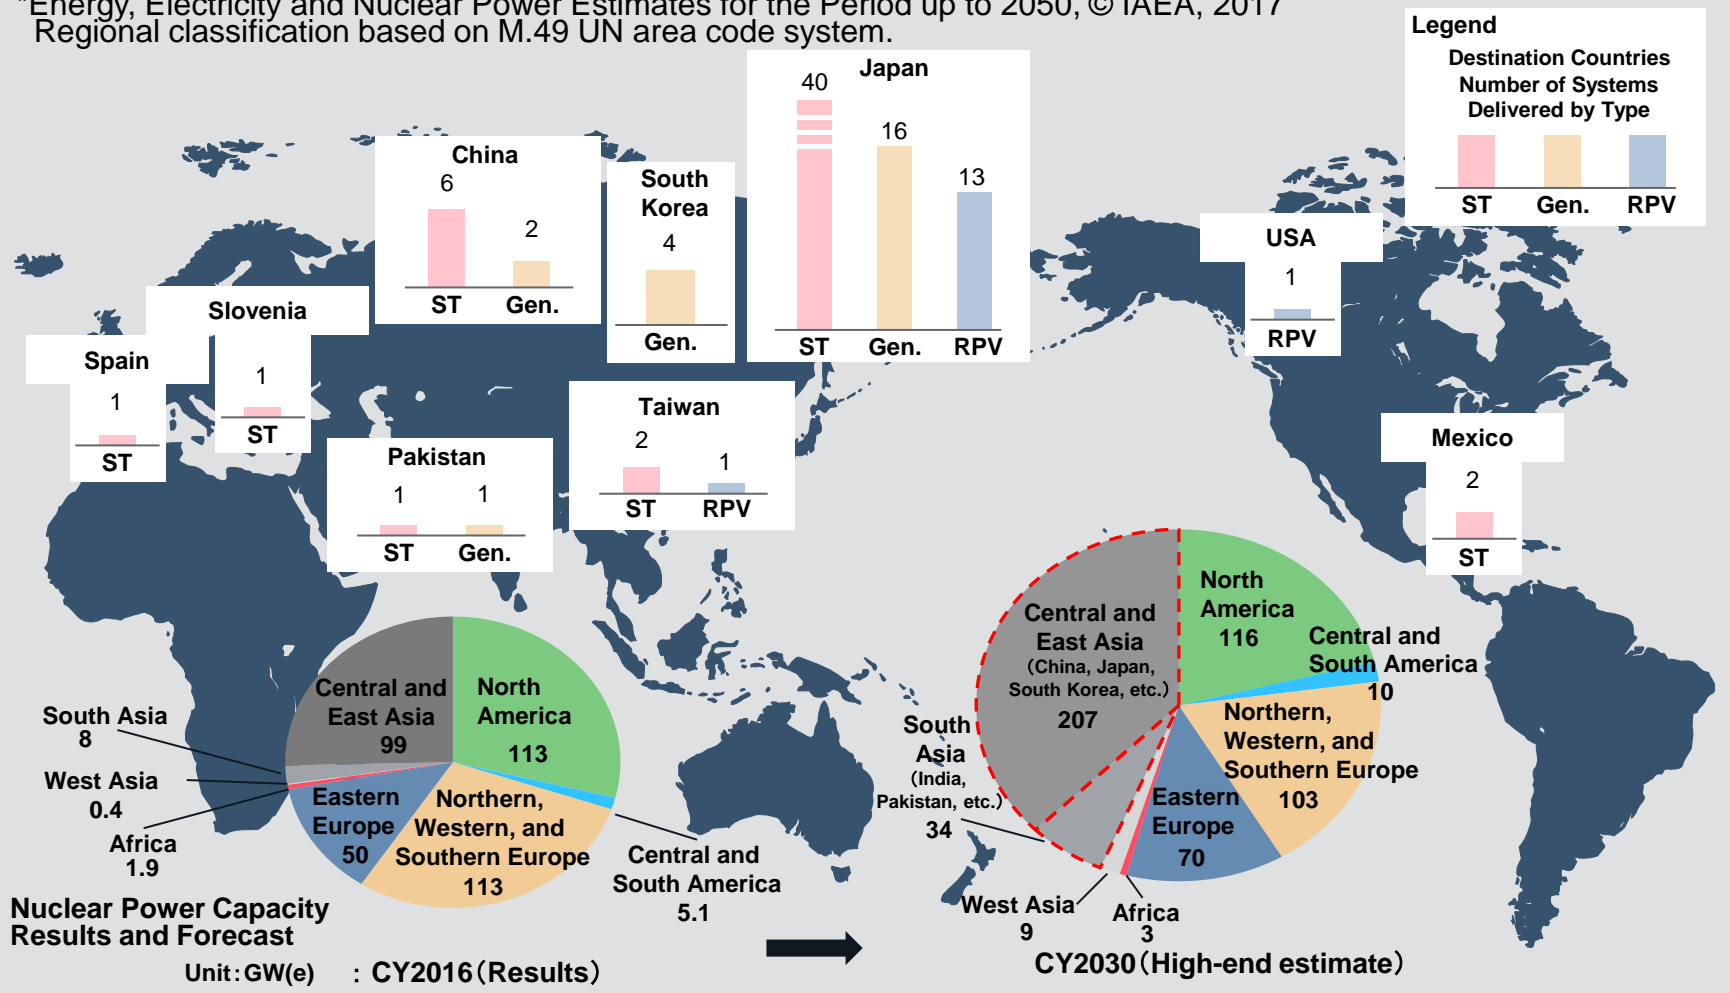 *Energy, Electricity and Nuclear Power Estimates for the Period up to 2050, © IAEA, 2017
Regional classification based on M.49 UN area code system.
Legend
Destination Countries
Number of Systems
Delivered by Type
ST Gen. RPV
Japan
40
16
13
ST Gen. RPV
China
6
2
ST Gen.
South
Korea
4
Gen.
USA
1
RPV
Slovenia
1
ST
Spain
1
ST
Taiwan
2
1
ST RPV
Mexico
2
ST
Pakistan
1 1
ST Gen.
Central and
East Asia
99
North
America
113
South Asia
8
West Asia
0.4
Africa
1.9
Eastern
Europe
50
Northern,
Western, and
Southern Europe
113
Central and
South America
5.1
Nuclear Power Capacity
Results and Forecast
Unit:GW(e) : CY2016(Results)
Central and
East Asia
(China, Japan,
South Korea, etc.)
207
North
America
116
Central and
South America
10
Northern,
Western, and
Southern Europe
103
South
Asia
(India,
Pakistan, etc.)
34
Eastern
Europe
70
West Asia
9
Africa
3
CY2030(High-end estimate)